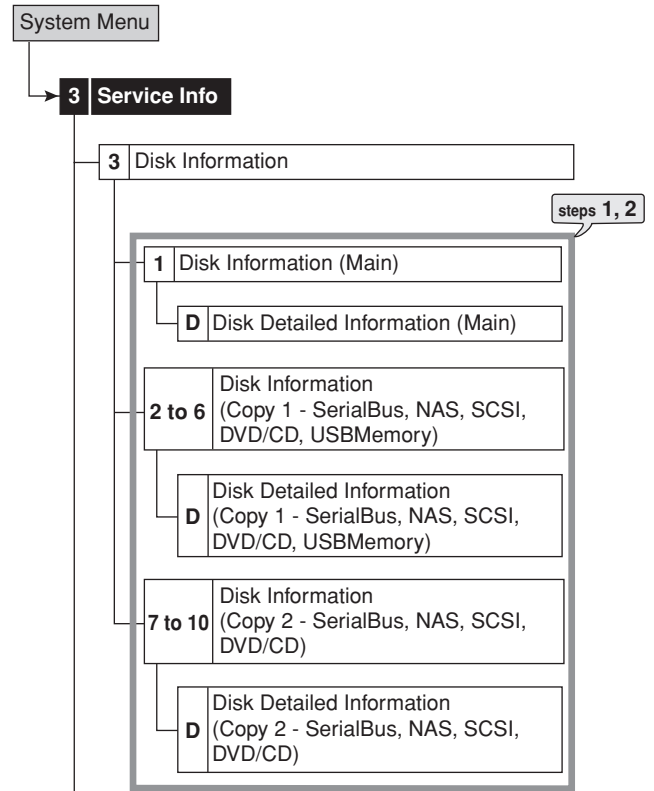 System Menu
3 Service Info
3 Disk Information
steps 1, 2
1 Disk Information (Main)
D Disk Detailed Information (Main)
2 to 6 Disk Information
(Copy 1 - SerialBus, NAS, SCSI,
DVD/CD, USBMemory)
D Disk Detailed Information
(Copy 1 - SerialBus, NAS, SCSI,
DVD/CD, USBMemory)
7 to 10 Disk Information
(Copy 2 - SerialBus, NAS, SCSI,
DVD/CD)
D Disk Detailed Information
(Copy 2 - SerialBus, NAS, SCSI,
DVD/CD)